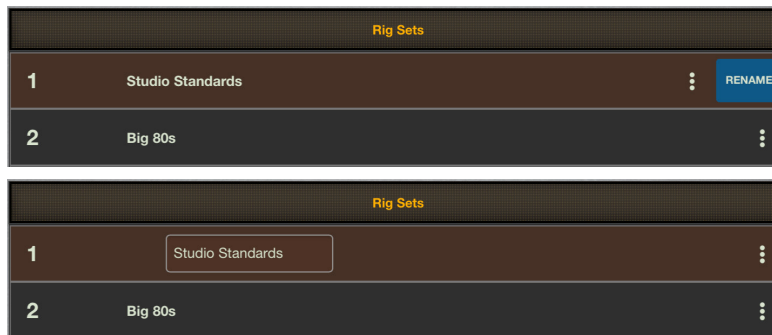 Rig Sets
1 Studio Standards RENAME
2 Big 80s
Rig Sets
1 Studio Standards
2 Big 80s